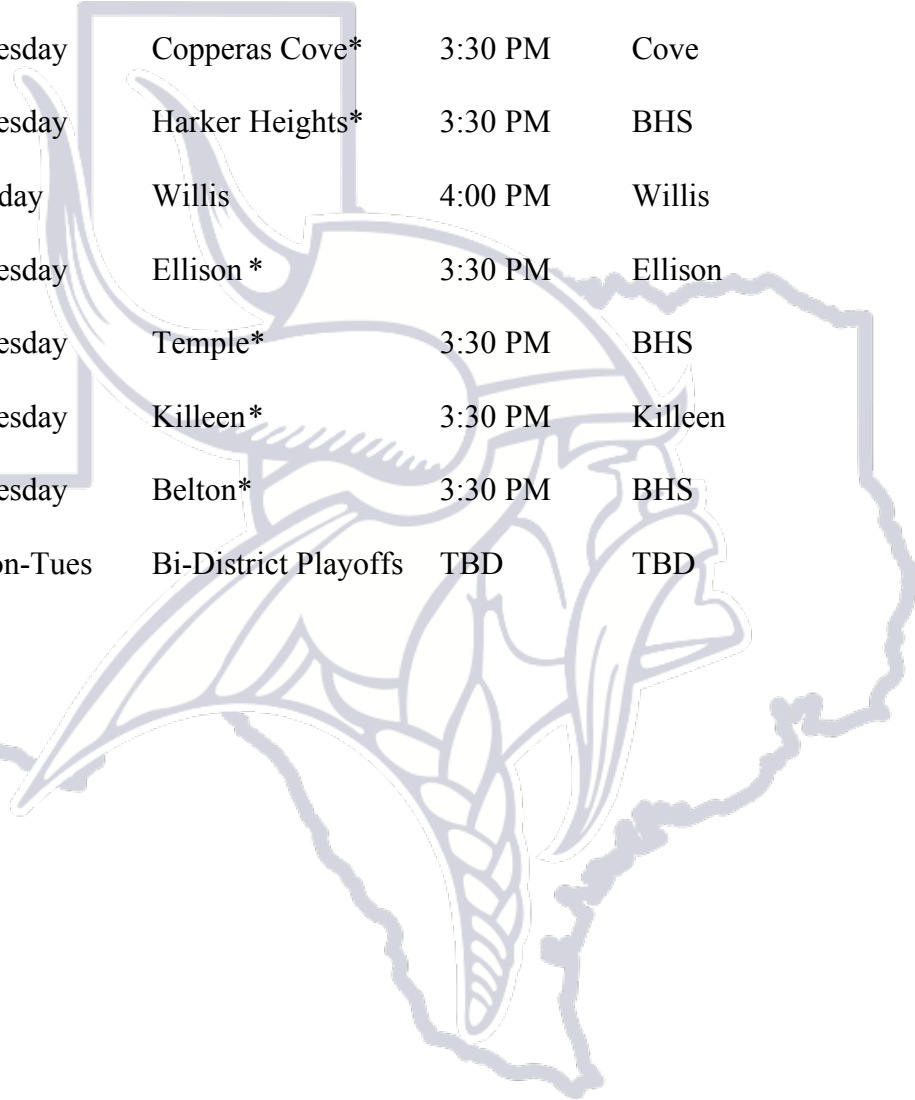 esday Copperas Cove* 3:30 PM Cove
esday Harker Heights* 3:30 PM BHS
day Willis 4:00 PM Willis
esday Ellison * 3:30 PM Ellison
esday Temple* 3:30 PM BHS
esday Killeen* 3:30 PM Killeen
esday Belton* 3:30 PM BHS
on-Tues Bi-District Playoffs TBD TBD